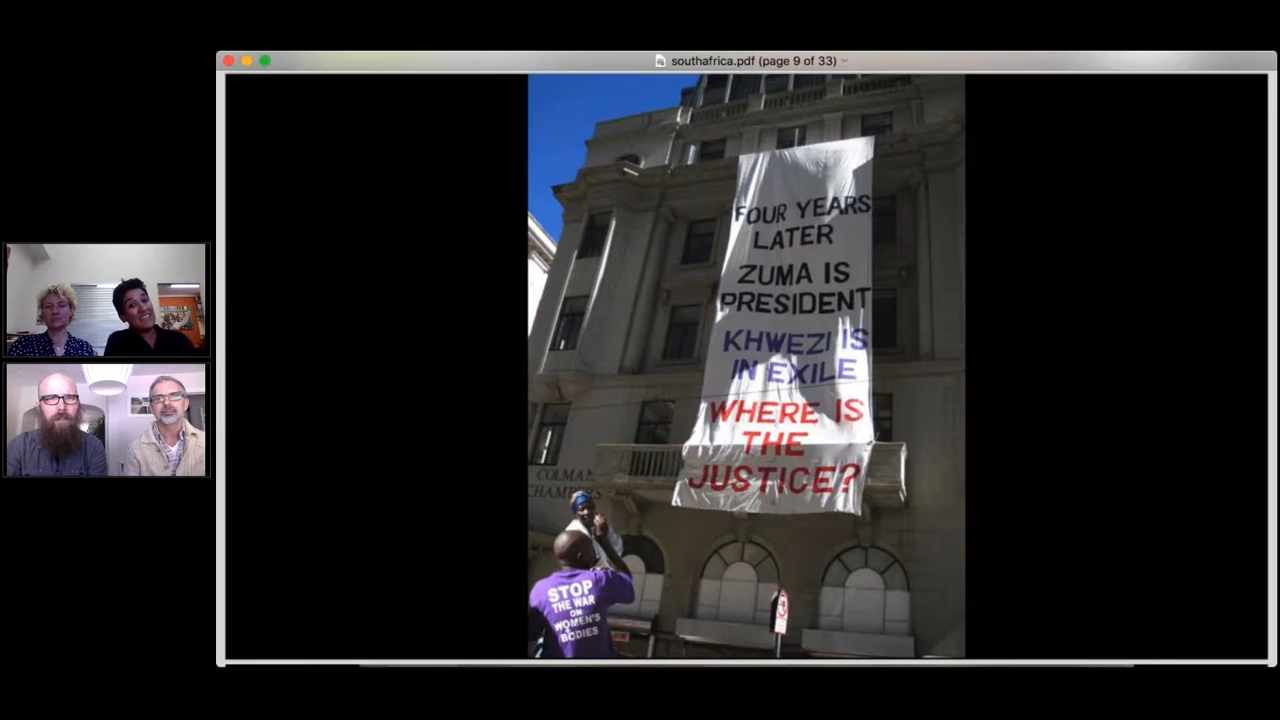 southafrica.pdf (page 9 of 33)
FOUR YEARS
LATER
ZUMA IS
PRESIDENT
KHWEZI IS
IN EXILE
WHERE IS
THE
JUSTICE?
COLMAN
CHAMBERS
STOP
THE WAR
ON
WOMEN'S
BODIES